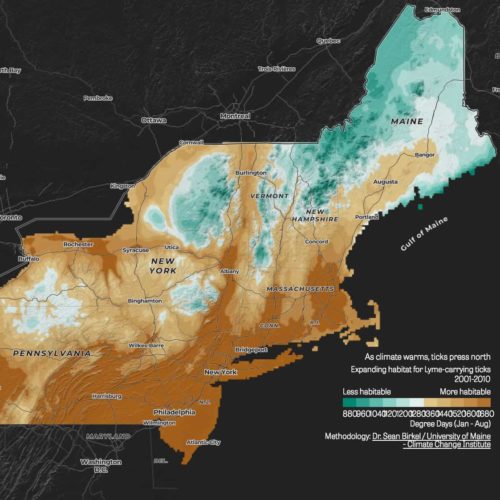 Edmundston
Quebec
North Bay
Trois-Rivières
Pembroke
Ottawa
Montreal
MAINE
Cornwall
Bangor
Burlington
Kingston
VERMONT
Augusta
NEW
HAMPSHIRE
Portland
Toronto
Gulf of Maine
Rochester
Syracuse
Utica
Concord
Buffalo
NEW
YORK
Albany
Binghamton
MASSACHUSETTS
CONN.
R.I.
PENNSYLVANIA
Wilkes-Barre
Bridgeport
New York
Harrisburg
N.J.
Philadelphia
Wilmington
MARYLAND
Atlantic City
Washington
D.C.
DEL.
As climate warms, ticks press north
Expanding habitat for Lyme-carrying ticks
2001-2010
Less habitable More habitable
880 960 1040 1120 1200 1280 1360 1440 1520 1600 1680
Degree Days (Jan - Aug)
Methodology: Dr. Sean Birkel / University of Maine
- Climate Change Institute